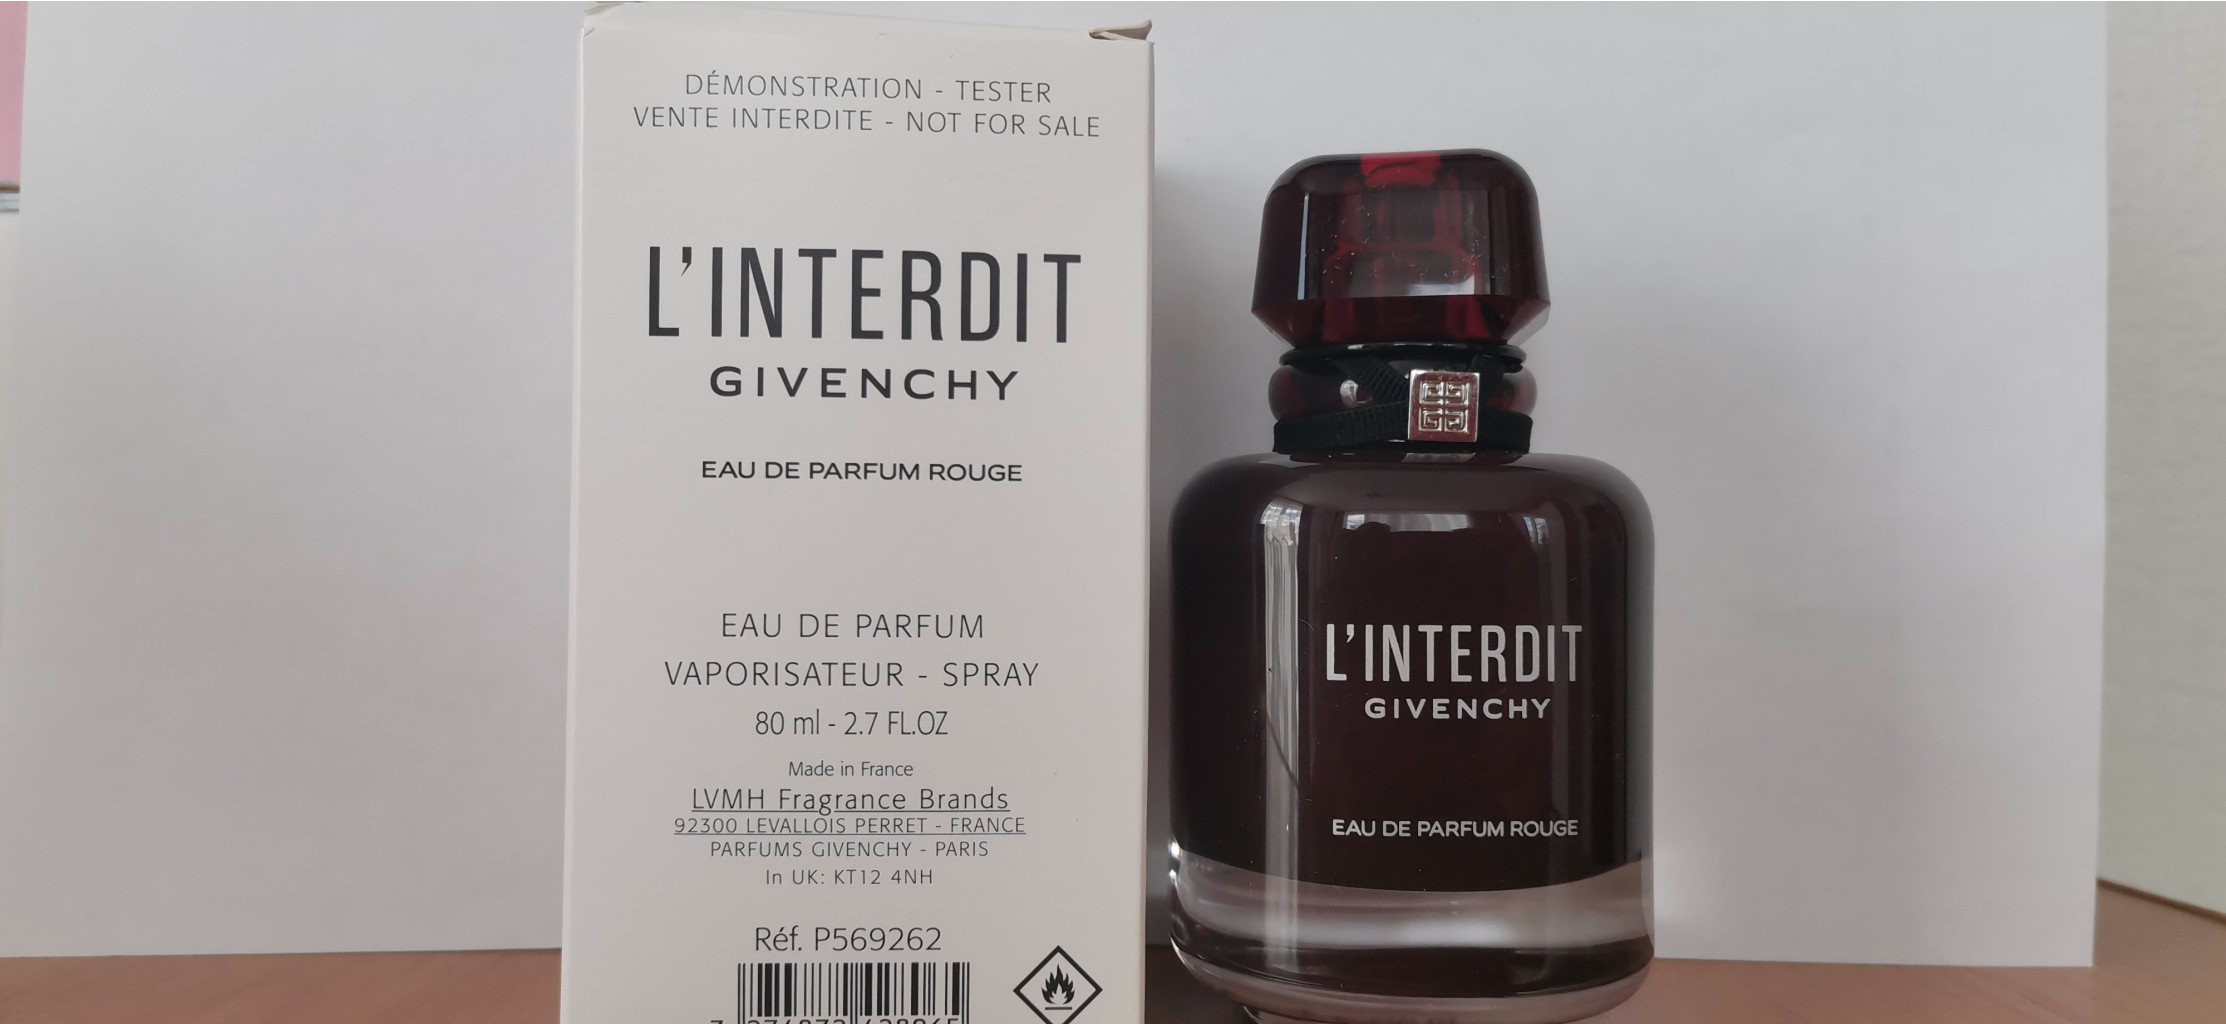 DÉMONSTRATION - TESTER
VENTE INTERDITE - NOT FOR SALE
L'INTERDIT
GIVENCHY
EAU DE PARFUM ROUGE
EAU DE PARFUM
VAPORISATEUR - SPRAY
80 ml - 2.7 FL.OZ
Made in France
LVMH Fragrance Brands
92300 LEVALLOIS PERRET - FRANCE
PARFUMS GIVENCHY - PARIS
In UK: KT12 4NH
Réf. P569262
L'INTERDIT
GIVENCHY
EAU DE PARFUM ROUGE